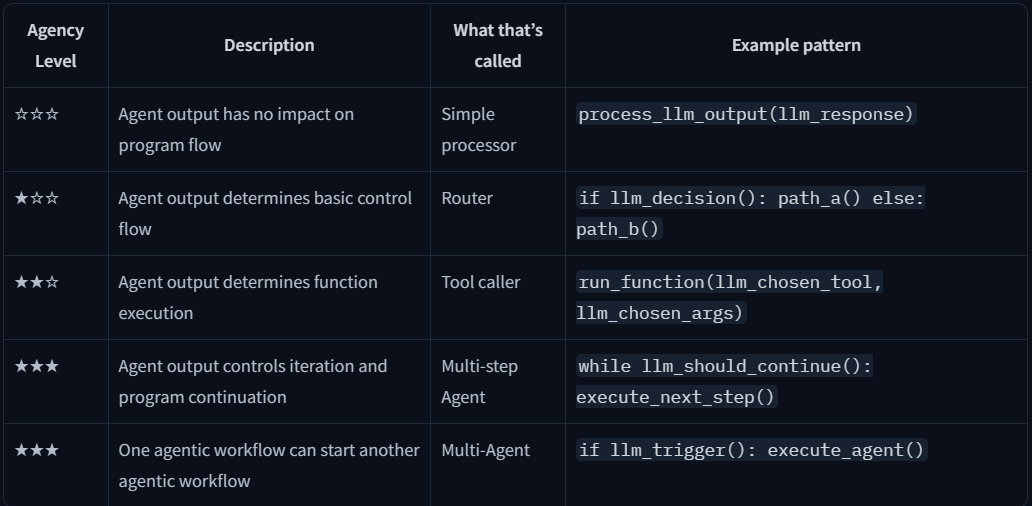 Agency
Level
Description
What that's
called
Example pattern
☆☆☆
Agent output has no impact on
program flow
Simple
processor
process_llm_output(llm_response)
★☆☆
Agent output determines basic control
flow
Router
if llm_decision(): path_a() else:
path_b()
★★☆
Agent output determines function
execution
Tool caller
run_function(llm_chosen_tool,
llm_chosen_args)
★★★
Agent output controls iteration and
program continuation
Multi-step
Agent
while llm_should_continue():
execute_next_step()
★★★
One agentic workflow can start another
agentic workflow
Multi-Agent
if llm_trigger(): execute_agent()